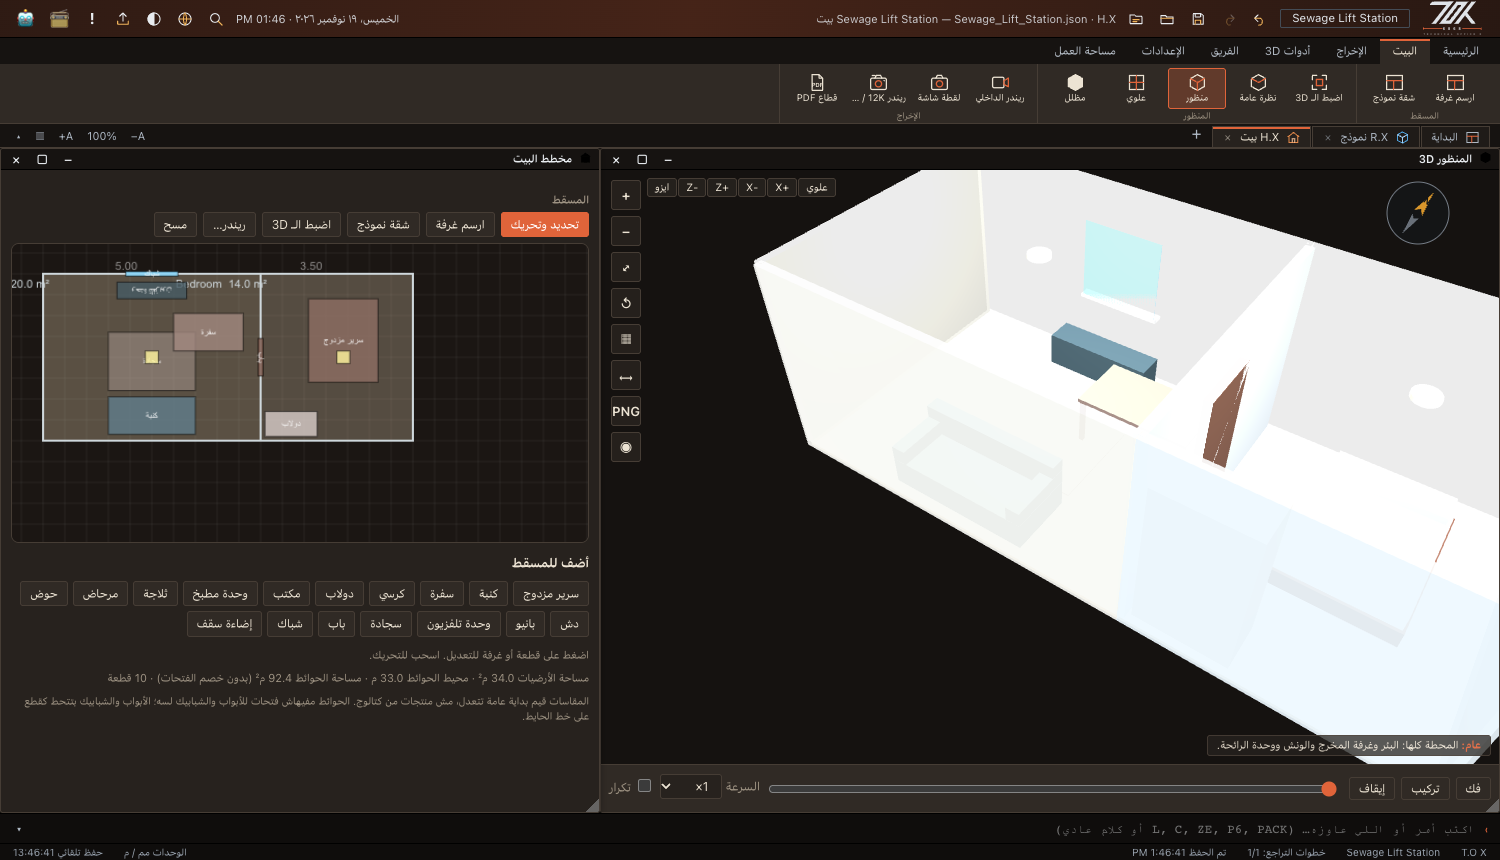 Sewage Lift Station
بيت Sewage Lift Station — Sewage_Lift_Station.json · H.X
الخميس، ١٩ نوفمبر ٢٠٢٦ · 01:46 PM
الرئيسية
البيت
الإخراج
أدوات 3D
الفريق
الإعدادات
مساحة العمل
ارسم غرفة
شقة نموذج
المسقط
اضبط الـ 3D
نظرة عامة
منظور
علوي
مظلل
المنظور
ريندر الداخلي
لقطة شاشة
ريندر 12K / ...
قطاع PDF
الإخراج
البداية
R.X نموذج ×
H.X بيت ×
+
A−
100%
A+
المنظور 3D
علوي
X+
X-
Z+
Z-
ايزو
PNG
عام: المحطة كلها: البئر وغرفة المخرج والونش ووحدة الرائحة.
فك
تركيب
إيقاف
السرعة
×1
تكرار
مخطط البيت
المسقط
تحديد وتحريك
ارسم غرفة
شقة نموذج
اضبط الـ 3D
ريندر...
مسح
5.00
3.50
20.0 m²
14.0 m²
سفرة
سرير مزدوج
كنبة
دولاب
أضف للمسقط
سرير مزدوج
كنبة
سفرة
كرسي
دولاب
مكتب
وحدة مطبخ
ثلاجة
مرحاض
حوض
دش
بانيو
وحدة تلفزيون
سجادة
باب
شباك
إضاءة سقف
اضغط على قطعة أو غرفة للتعديل. اسحب للتحريك.
مساحة الأرضيات 34.0 م² · محيط الحوائط 33.0 م · مساحة الحوائط 92.4 م² (بدون خصم الفتحات) · 10 قطعة
المقاسات قيم بداية عامة تتعدل، مش منتجات من كتالوج. الحوائط مفيهاش فتحات للأبواب والشبابيك لسه؛ الأبواب والشبابيك بتتحط كقطع
على خط الحايط.
اكتب أمر أو اللي عاوزه… (L, C, ZE, P6, PACK أو كلام عادي)
T.O X
Sewage Lift Station
خطوات التراجع: 1/1
تم الحفظ 1:46:41 PM
الوحدات مم / م
حفظ تلقائي 13:46:41